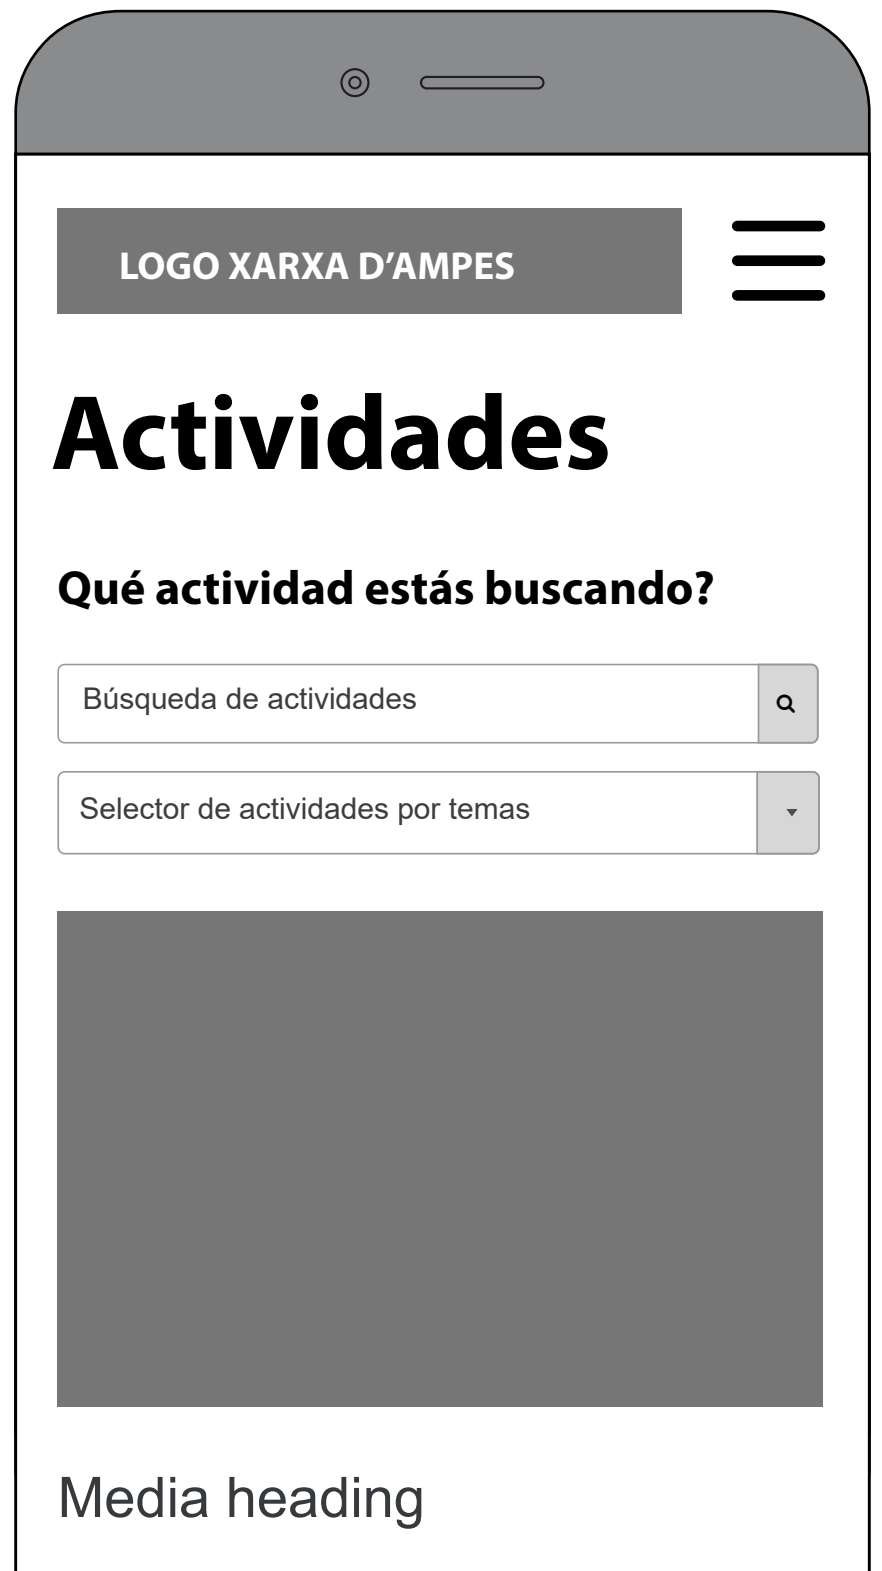 LOGO XARXA D’AMPES
Actividades
Qué actividad estás buscando?
Búsqueda de actividades
Selector de actividades por temas
Media heading